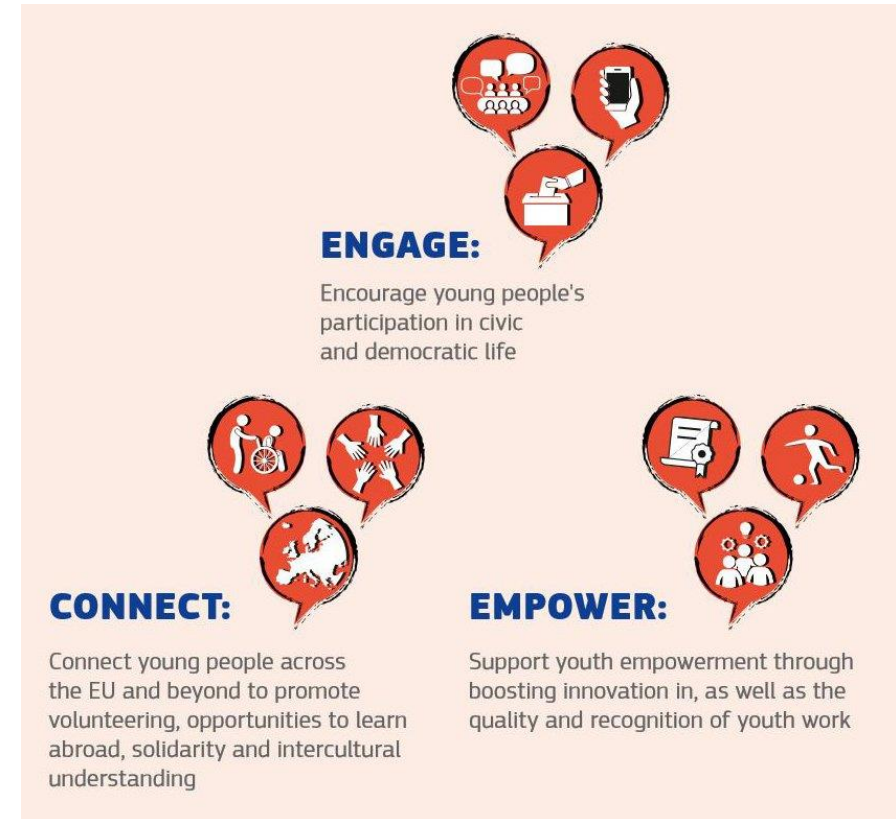 ENGAGE:
Encourage young people's
participation in civic
and democratic life
CONNECT:
Connect young people across
the EU and beyond to promote
volunteering, opportunities to learn
abroad, solidarity and intercultural
understanding
EMPOWER:
Support youth empowerment through
boosting innovation in, as well as the
quality and recognition of youth work